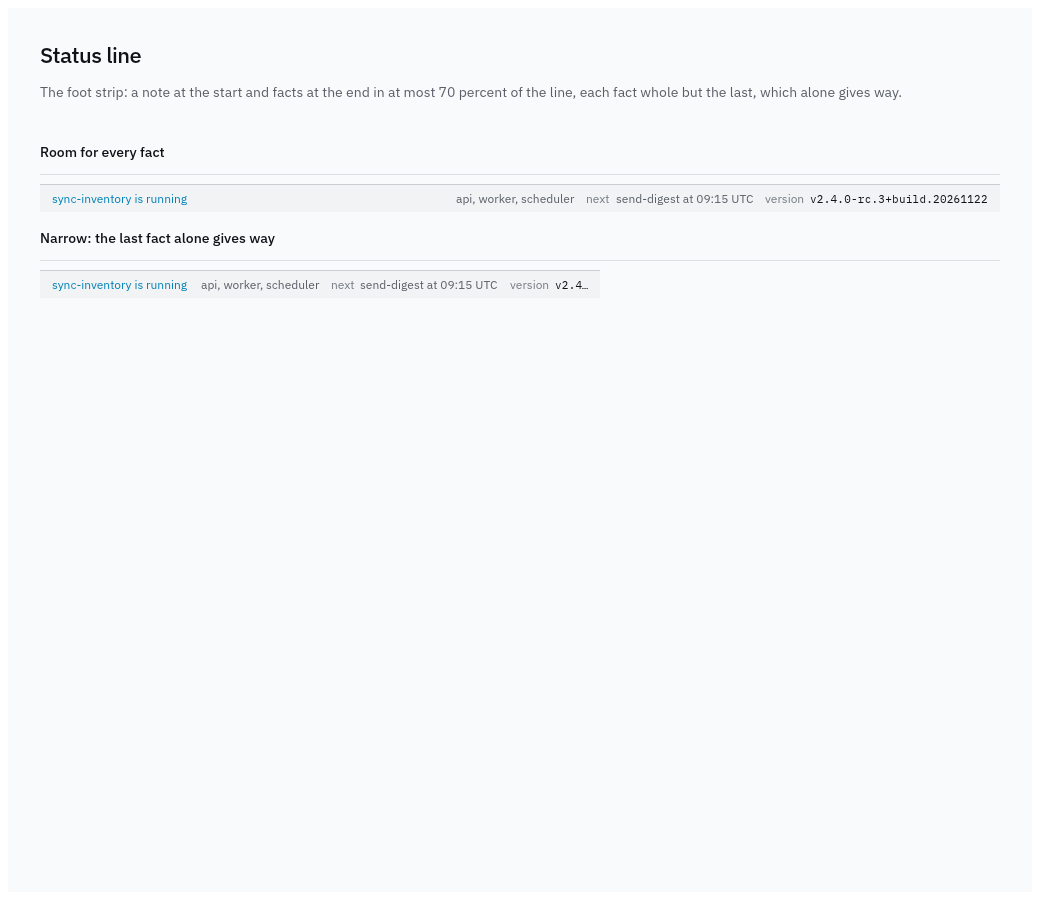 Status line
The foot strip: a note at the start and facts at the end in at most 70 percent of the line, each fact whole but the last, which alone gives way.
Room for every fact
sync-inventory is running api, worker, scheduler next send-digest at 09:15 UTC version v2.4.0-rc.3+build.20261122
Narrow: the last fact alone gives way
sync-inventory is running api, worker, scheduler next send-digest at 09:15 UTC version v2.4…